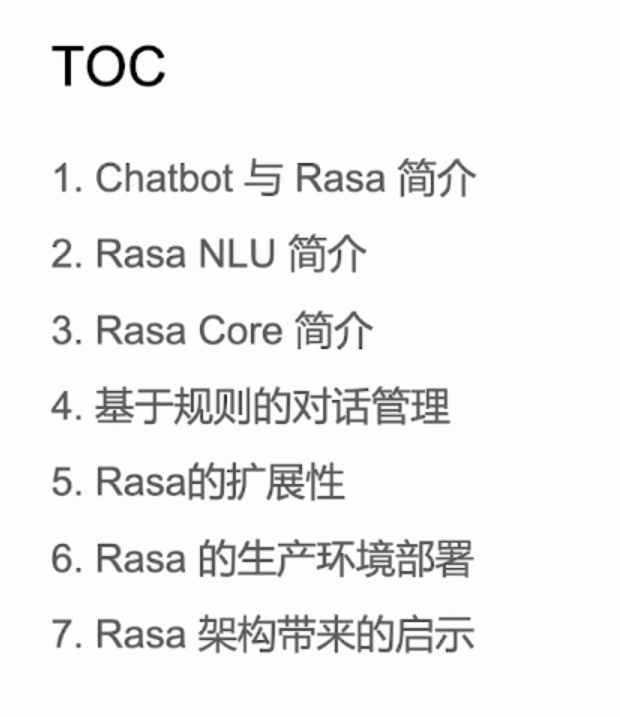 TOC
1. Chatbot 与 Rasa 简介
2. Rasa NLU 简介
3. Rasa Core 简介
4. 基于规则的对话管理
5. Rasa的扩展性
6. Rasa 的生产环境部署
7. Rasa 架构带来的启示